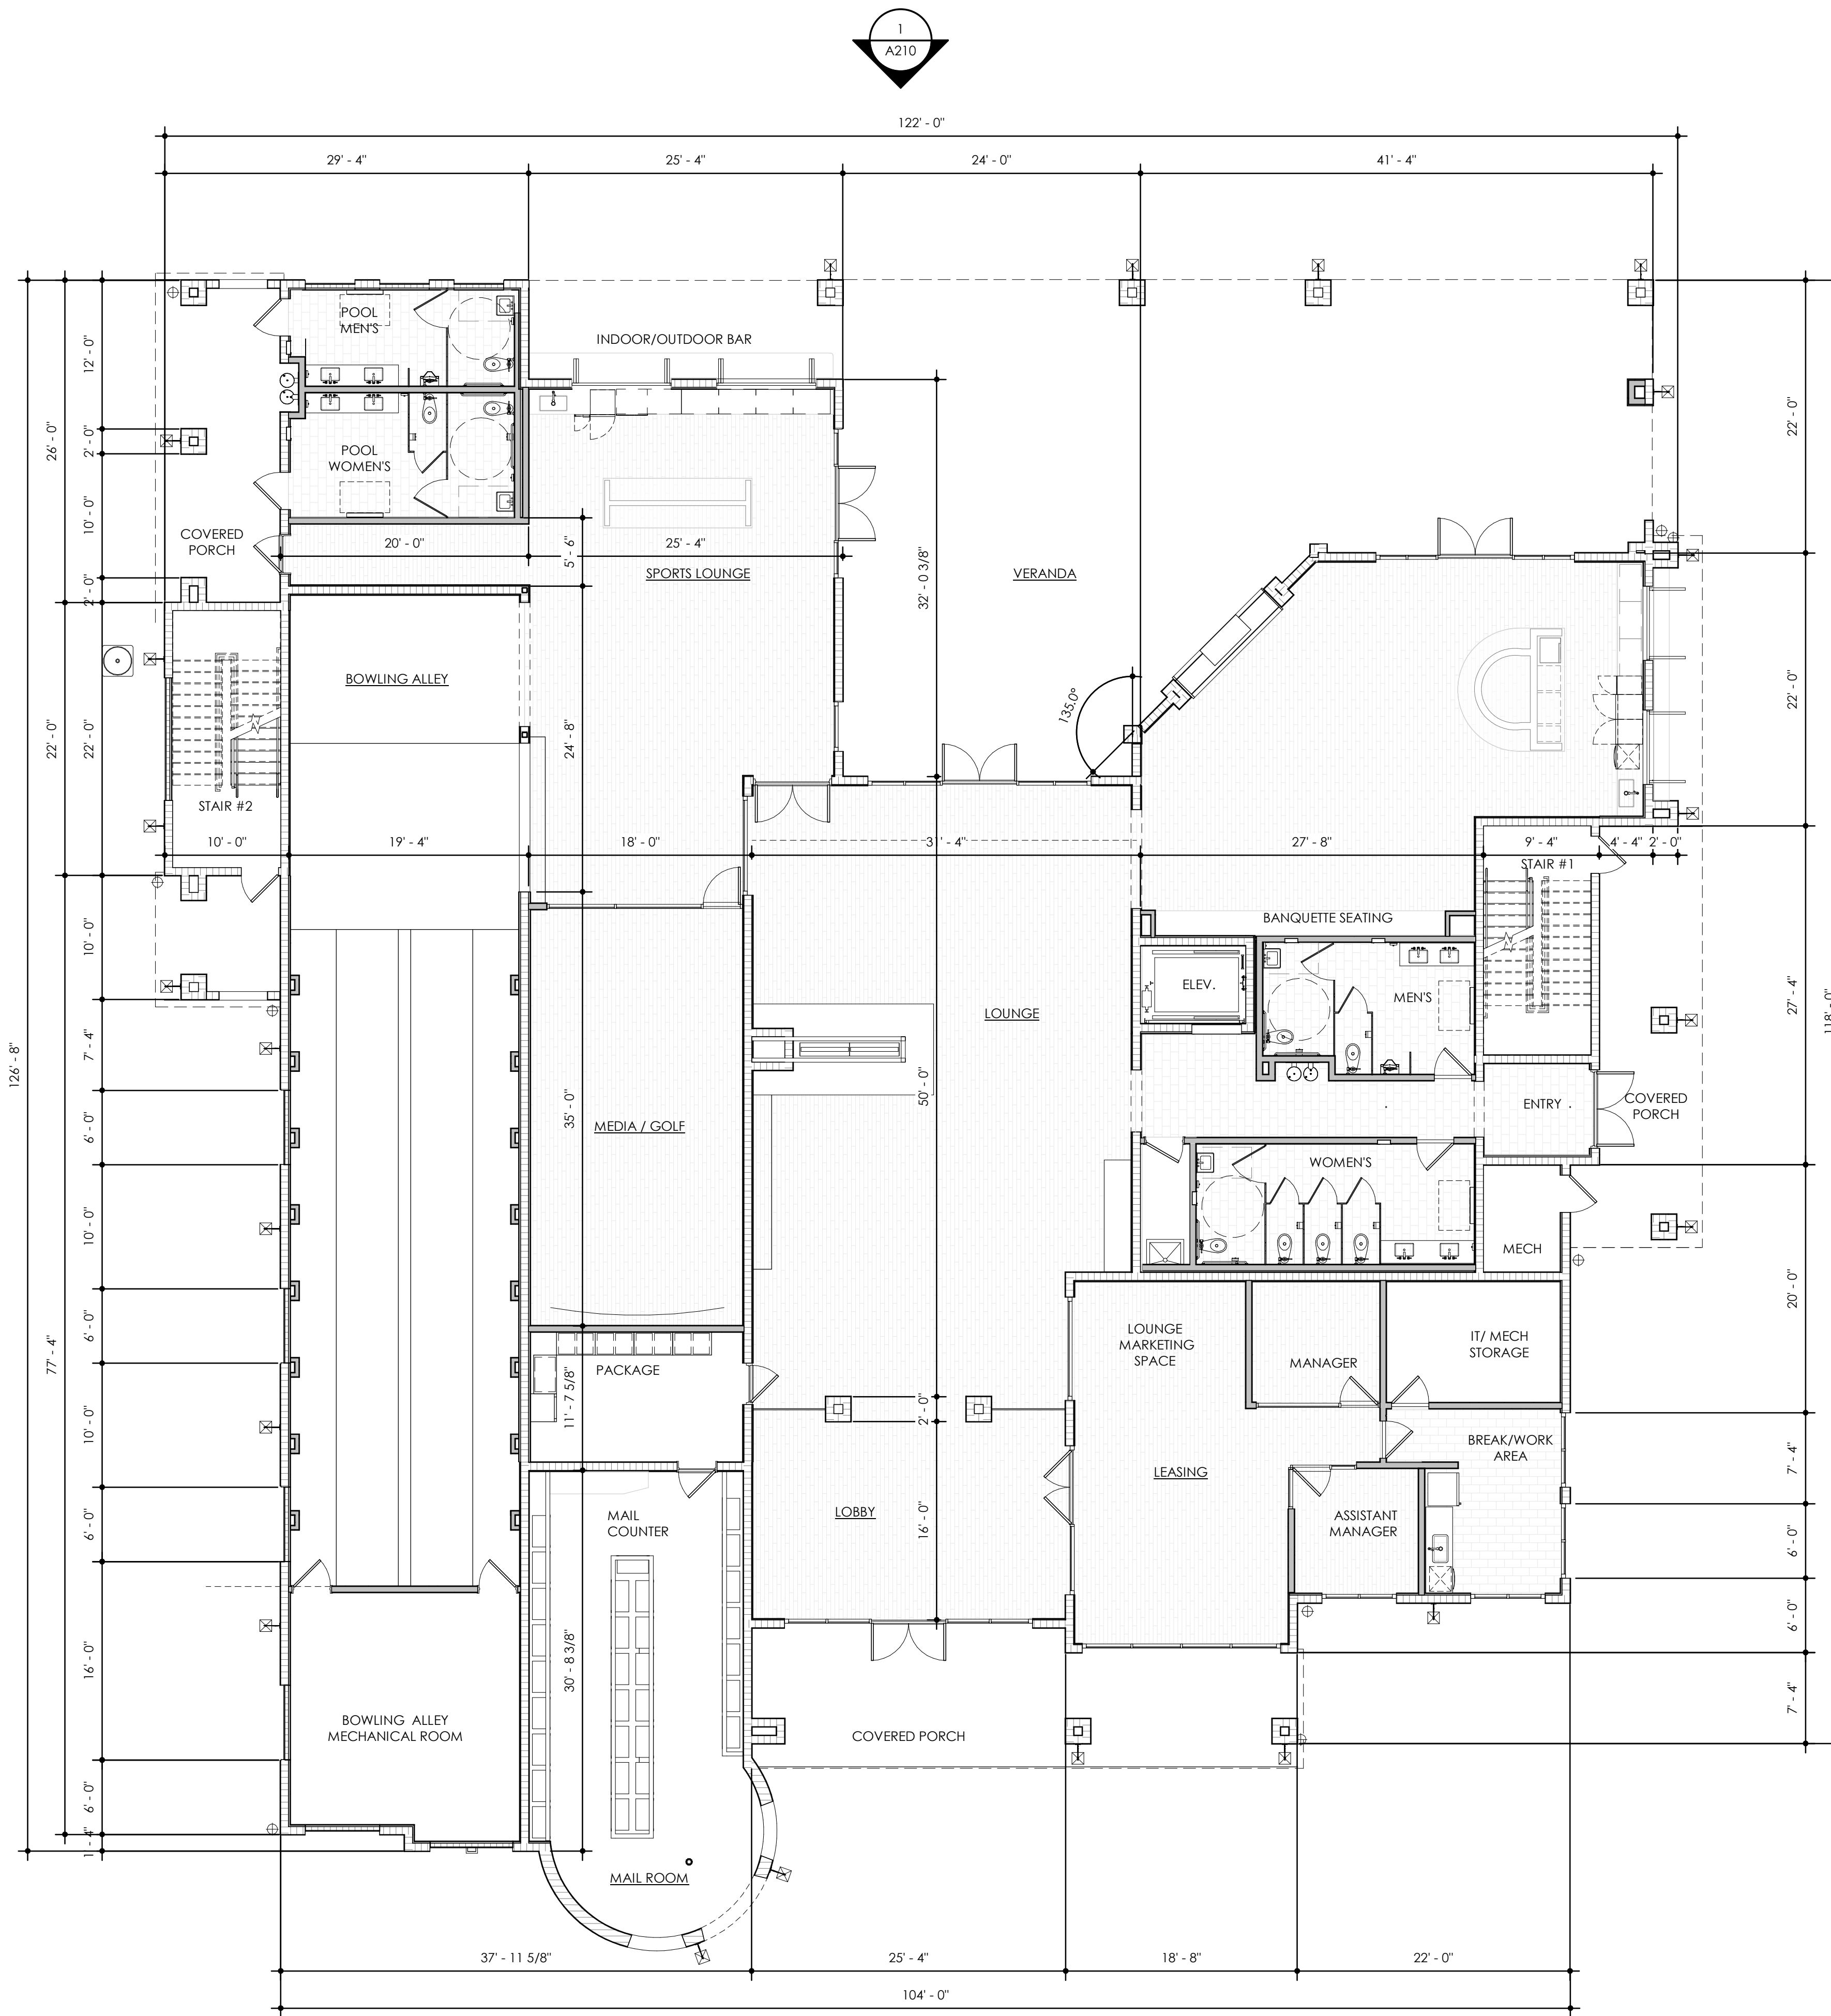 1
A210
122' - 0"
29' - 4"
25' - 4"
24' - 0"
41' - 4"
POOL
MEN'S
INDOOR/OUTDOOR BAR
12' - 0"
26' - 0"
2' - 0"
22' - 0"
POOL
WOMEN'S
10' - 0"
COVERED
PORCH
20' - 0"
5' - 6"
25' - 4"
32' - 0 3/8"
SPORTS LOUNGE
VERANDA
2' - 0"
BOWLING ALLEY
135.0°
22' - 0"
22' - 0"
24' - 8"
22' - 0"
STAIR #2
10' - 0"
19' - 4"
18' - 0"
31' - 4"
27' - 8"
9' - 4"
4' - 4"
2' - 0"
STAIR #1
BANQUETTE SEATING
10' - 0"
ELEV.
MEN'S
LOUNGE
27' - 4"
118' - 0"
7' - 4"
126' - 8"
50' - 0"
35' - 0"
ENTRY
COVERED
PORCH
6' - 0"
MEDIA / GOLF
WOMEN'S
10' - 0"
MECH
20' - 0"
6' - 0"
77' - 4"
LOUNGE
MARKETING
SPACE
MANAGER
IT/ MECH
STORAGE
PACKAGE
11' - 7 5/8"
2' - 0"
10' - 0"
BREAK/WORK
AREA
7' - 4"
LEASING
LOBBY
16' - 0"
MAIL
COUNTER
ASSISTANT
MANAGER
6' - 0"
6' - 0"
6' - 0"
16' - 0"
30' - 8 3/8"
7' - 4"
BOWLING ALLEY
MECHANICAL ROOM
COVERED PORCH
6' - 0"
1' - 4"
MAIL ROOM
37' - 11 5/8"
25' - 4"
18' - 8"
22' - 0"
104' - 0"